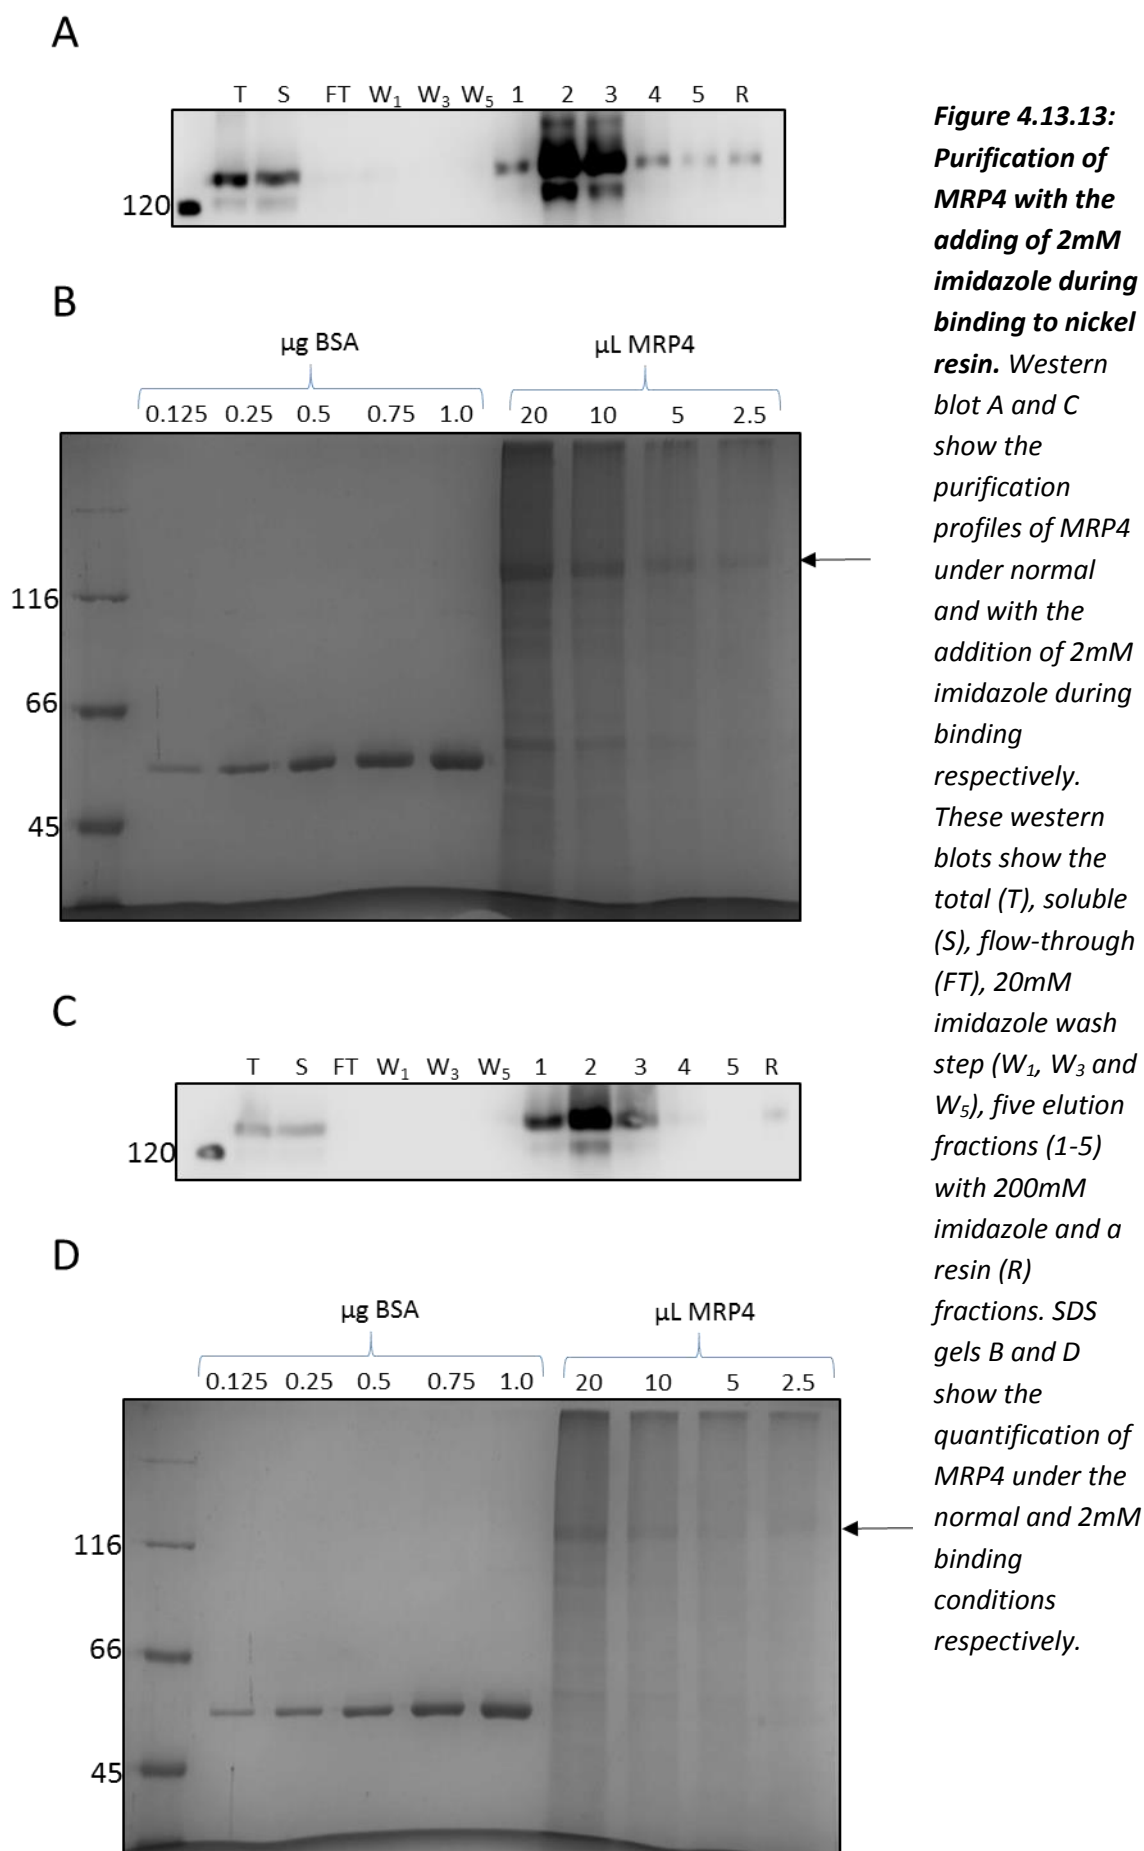 A
T S FT W₁ W₃ W₅ 1 2 3 4 5 R
120
B
µg BSA µL MRP4
0.125 0.25 0.5 0.75 1.0 20 10 5 2.5
116
66
45
C
T S FT W₁ W₃ W₅ 1 2 3 4 5 R
120
D
µg BSA µL MRP4
0.125 0.25 0.5 0.75 1.0 20 10 5 2.5
116
66
45
Figure 4.13.13:
Purification of
MRP4 with the
adding of 2mM
imidazole during
binding to nickel
resin. Western
blot A and C
show the
purification
profiles of MRP4
under normal
and with the
addition of 2mM
imidazole during
binding
respectively.
These western
blots show the
total (T), soluble
(S), flow-through
(FT), 20mM
imidazole wash
step (W₁, W₃ and
W₅), five elution
fractions (1-5)
with 200mM
imidazole and a
resin (R)
fractions. SDS
gels B and D
show the
quantification of
MRP4 under the
normal and 2mM
binding
conditions
respectively.